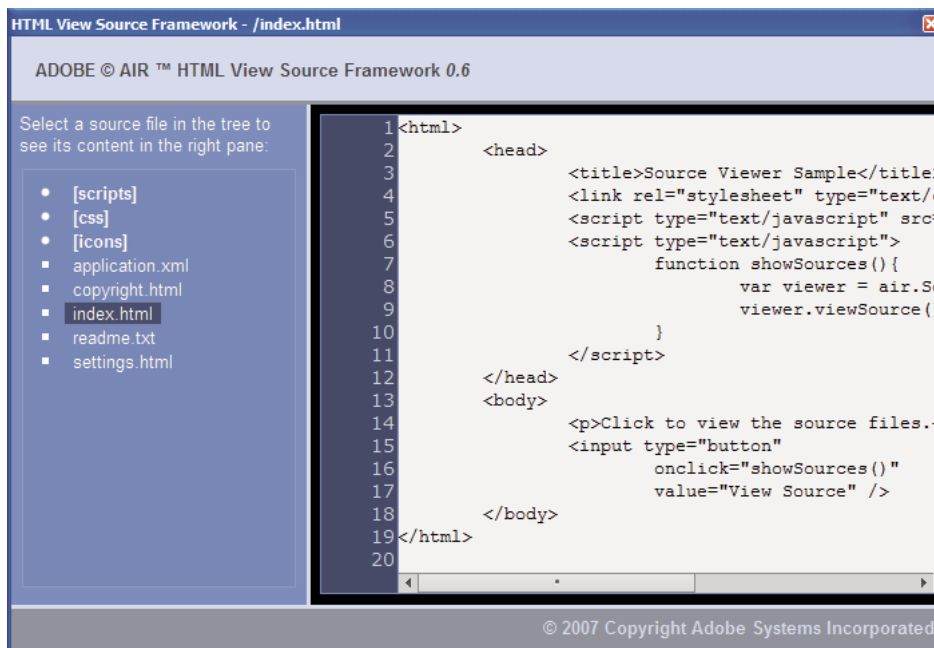 HTML View Source Framework - /index.html
ADOBE © AIR ™ HTML View Source Framework 0.6
Select a source file in the tree to
see its content in the right pane:
[scripts]
[css]
[icons]
application.xml
copyright.html
index.html
readme.txt
settings.html
1 <html>
2 <head>
3 <title>Source Viewer Sample</title
4 <link rel="stylesheet" type="text/
5 <script type="text/javascript" src
6 <script type="text/javascript">
7 function showSources(){
8 var viewer = air.S
9 viewer.viewSource(
10 }
11 </script>
12 </head>
13 <body>
14 <p>Click to view the source files.
15 <input type="button"
16 onclick="showSources()"
17 value="View Source" />
18 </body>
19 </html>
20
© 2007 Copyright Adobe Systems Incorporated